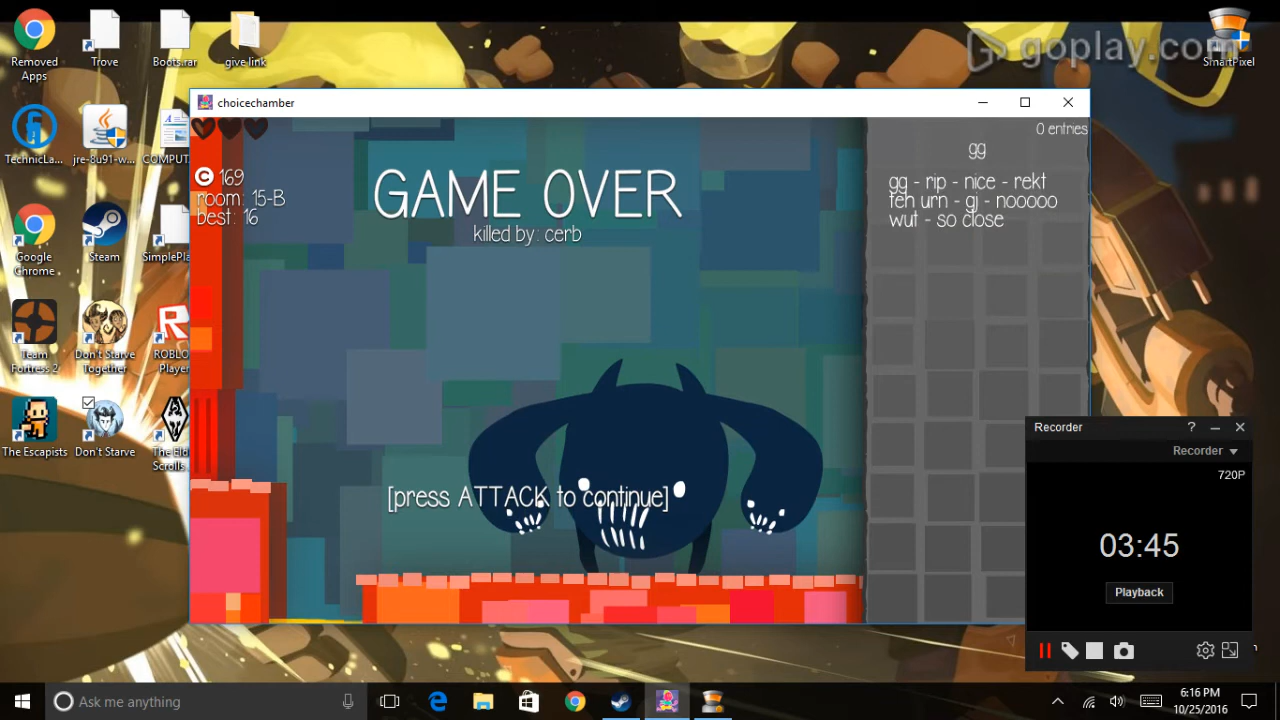 goplay.com
Removed Apps
Trove
Boots.rar
give link
SmartPixel
TechnicLa...
jre-8u91-w...
COMPUT...
Google Chrome
Steam
SimplePla
Team Fortress 2
Don't Starve Together
ROBLO
Player
The Escapists
Don't Starve
The Eld
Scrolls
choicechamber
169
room: 15-B
best: 16
GAME OVER
killed by: cerb
[press ATTACK to continue]
0 entries
gg
gg - rip - nice - rekt
feh urn - gj - nooooo
wut - so close
Recorder
?
Recorder
720P
03:45
Playback
Ask me anything
6:16 PM
10/25/2016